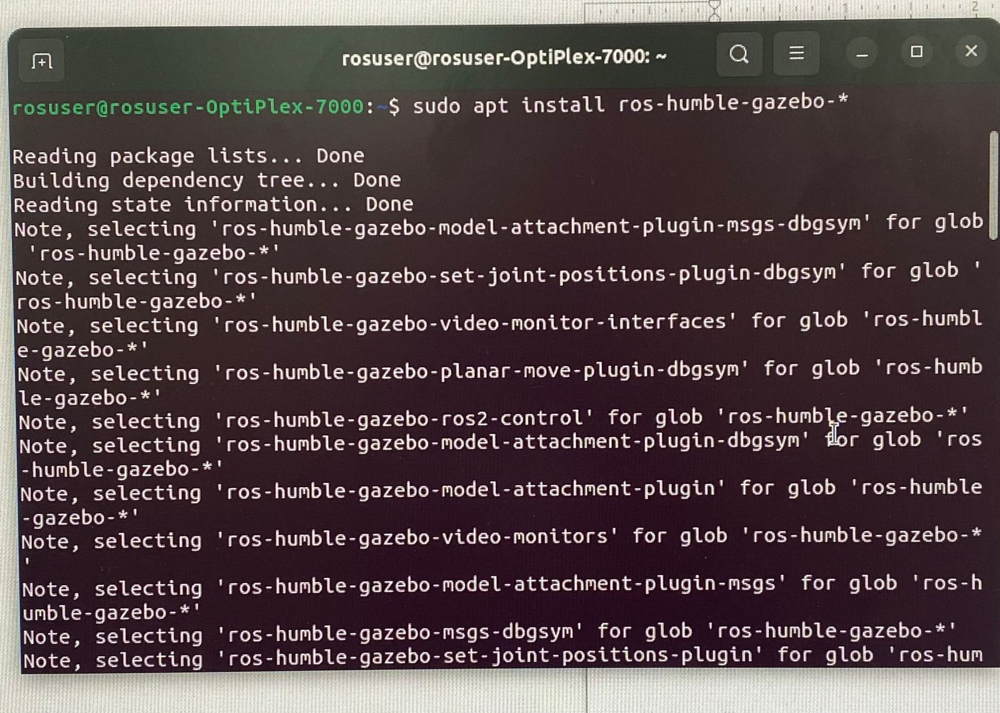 1 2
rosuser@rosuser-OptiPlex-7000: ~
rosuser@rosuser-OptiPlex-7000:~$ sudo apt install ros-humble-gazebo-*
Reading package lists... Done
Building dependency tree... Done
Reading state information... Done
Note, selecting 'ros-humble-gazebo-model-attachment-plugin-msgs-dbgsym' for glob
'ros-humble-gazebo-*'
Note, selecting 'ros-humble-gazebo-set-joint-positions-plugin-dbgsym' for glob '
ros-humble-gazebo-*'
Note, selecting 'ros-humble-gazebo-video-monitor-interfaces' for glob 'ros-humbl
e-gazebo-*'
Note, selecting 'ros-humble-gazebo-planar-move-plugin-dbgsym' for glob 'ros-humb
le-gazebo-*'
Note, selecting 'ros-humble-gazebo-ros2-control' for glob 'ros-humble-gazebo-*'
Note, selecting 'ros-humble-gazebo-model-attachment-plugin-dbgsym' for glob 'ros
-humble-gazebo-*'
Note, selecting 'ros-humble-gazebo-model-attachment-plugin' for glob 'ros-humble
-gazebo-*'
Note, selecting 'ros-humble-gazebo-video-monitors' for glob 'ros-humble-gazebo-*
'
Note, selecting 'ros-humble-gazebo-model-attachment-plugin-msgs' for glob 'ros-h
umble-gazebo-*'
Note, selecting 'ros-humble-gazebo-msgs-dbgsym' for glob 'ros-humble-gazebo-*'
Note, selecting 'ros-humble-gazebo-set-joint-positions-plugin' for glob 'ros-hum